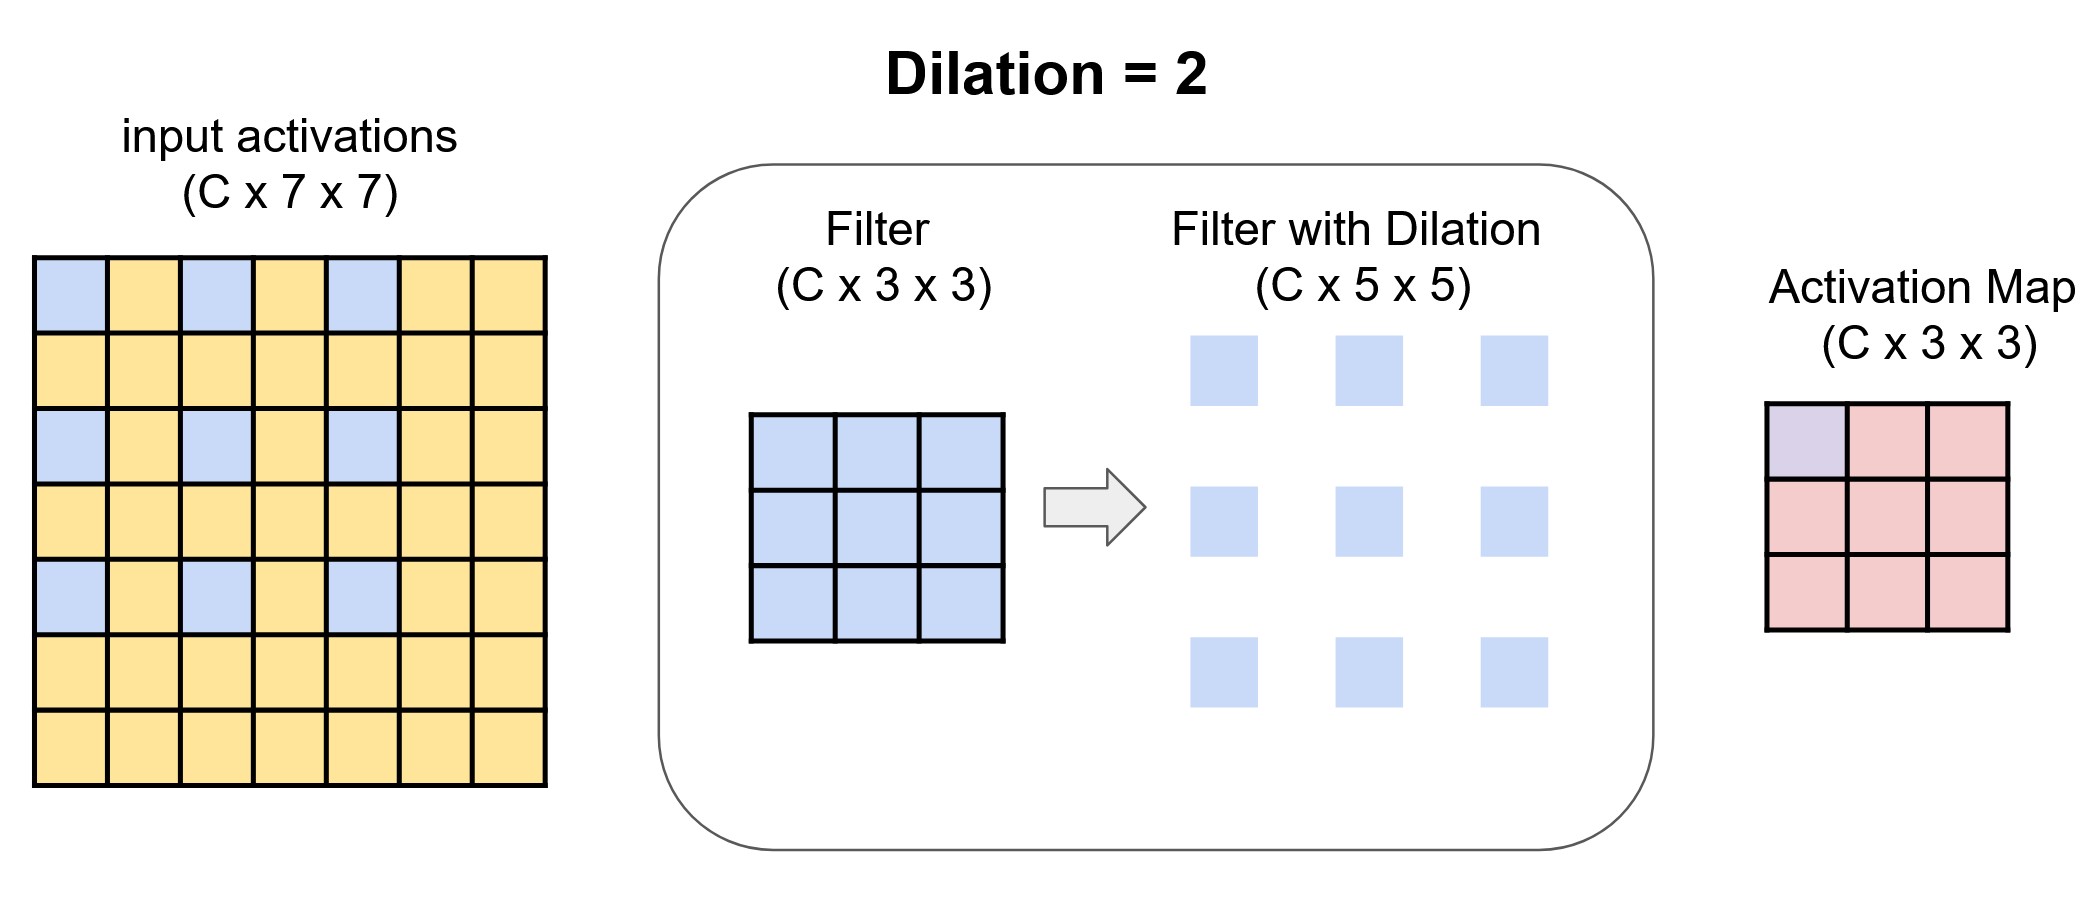 Dilation = 2
input activations
(C x 7 x 7)
Filter
(C x 3 x 3)
Filter with Dilation
(C x 5 x 5)
Activation Map
(C x 3 x 3)